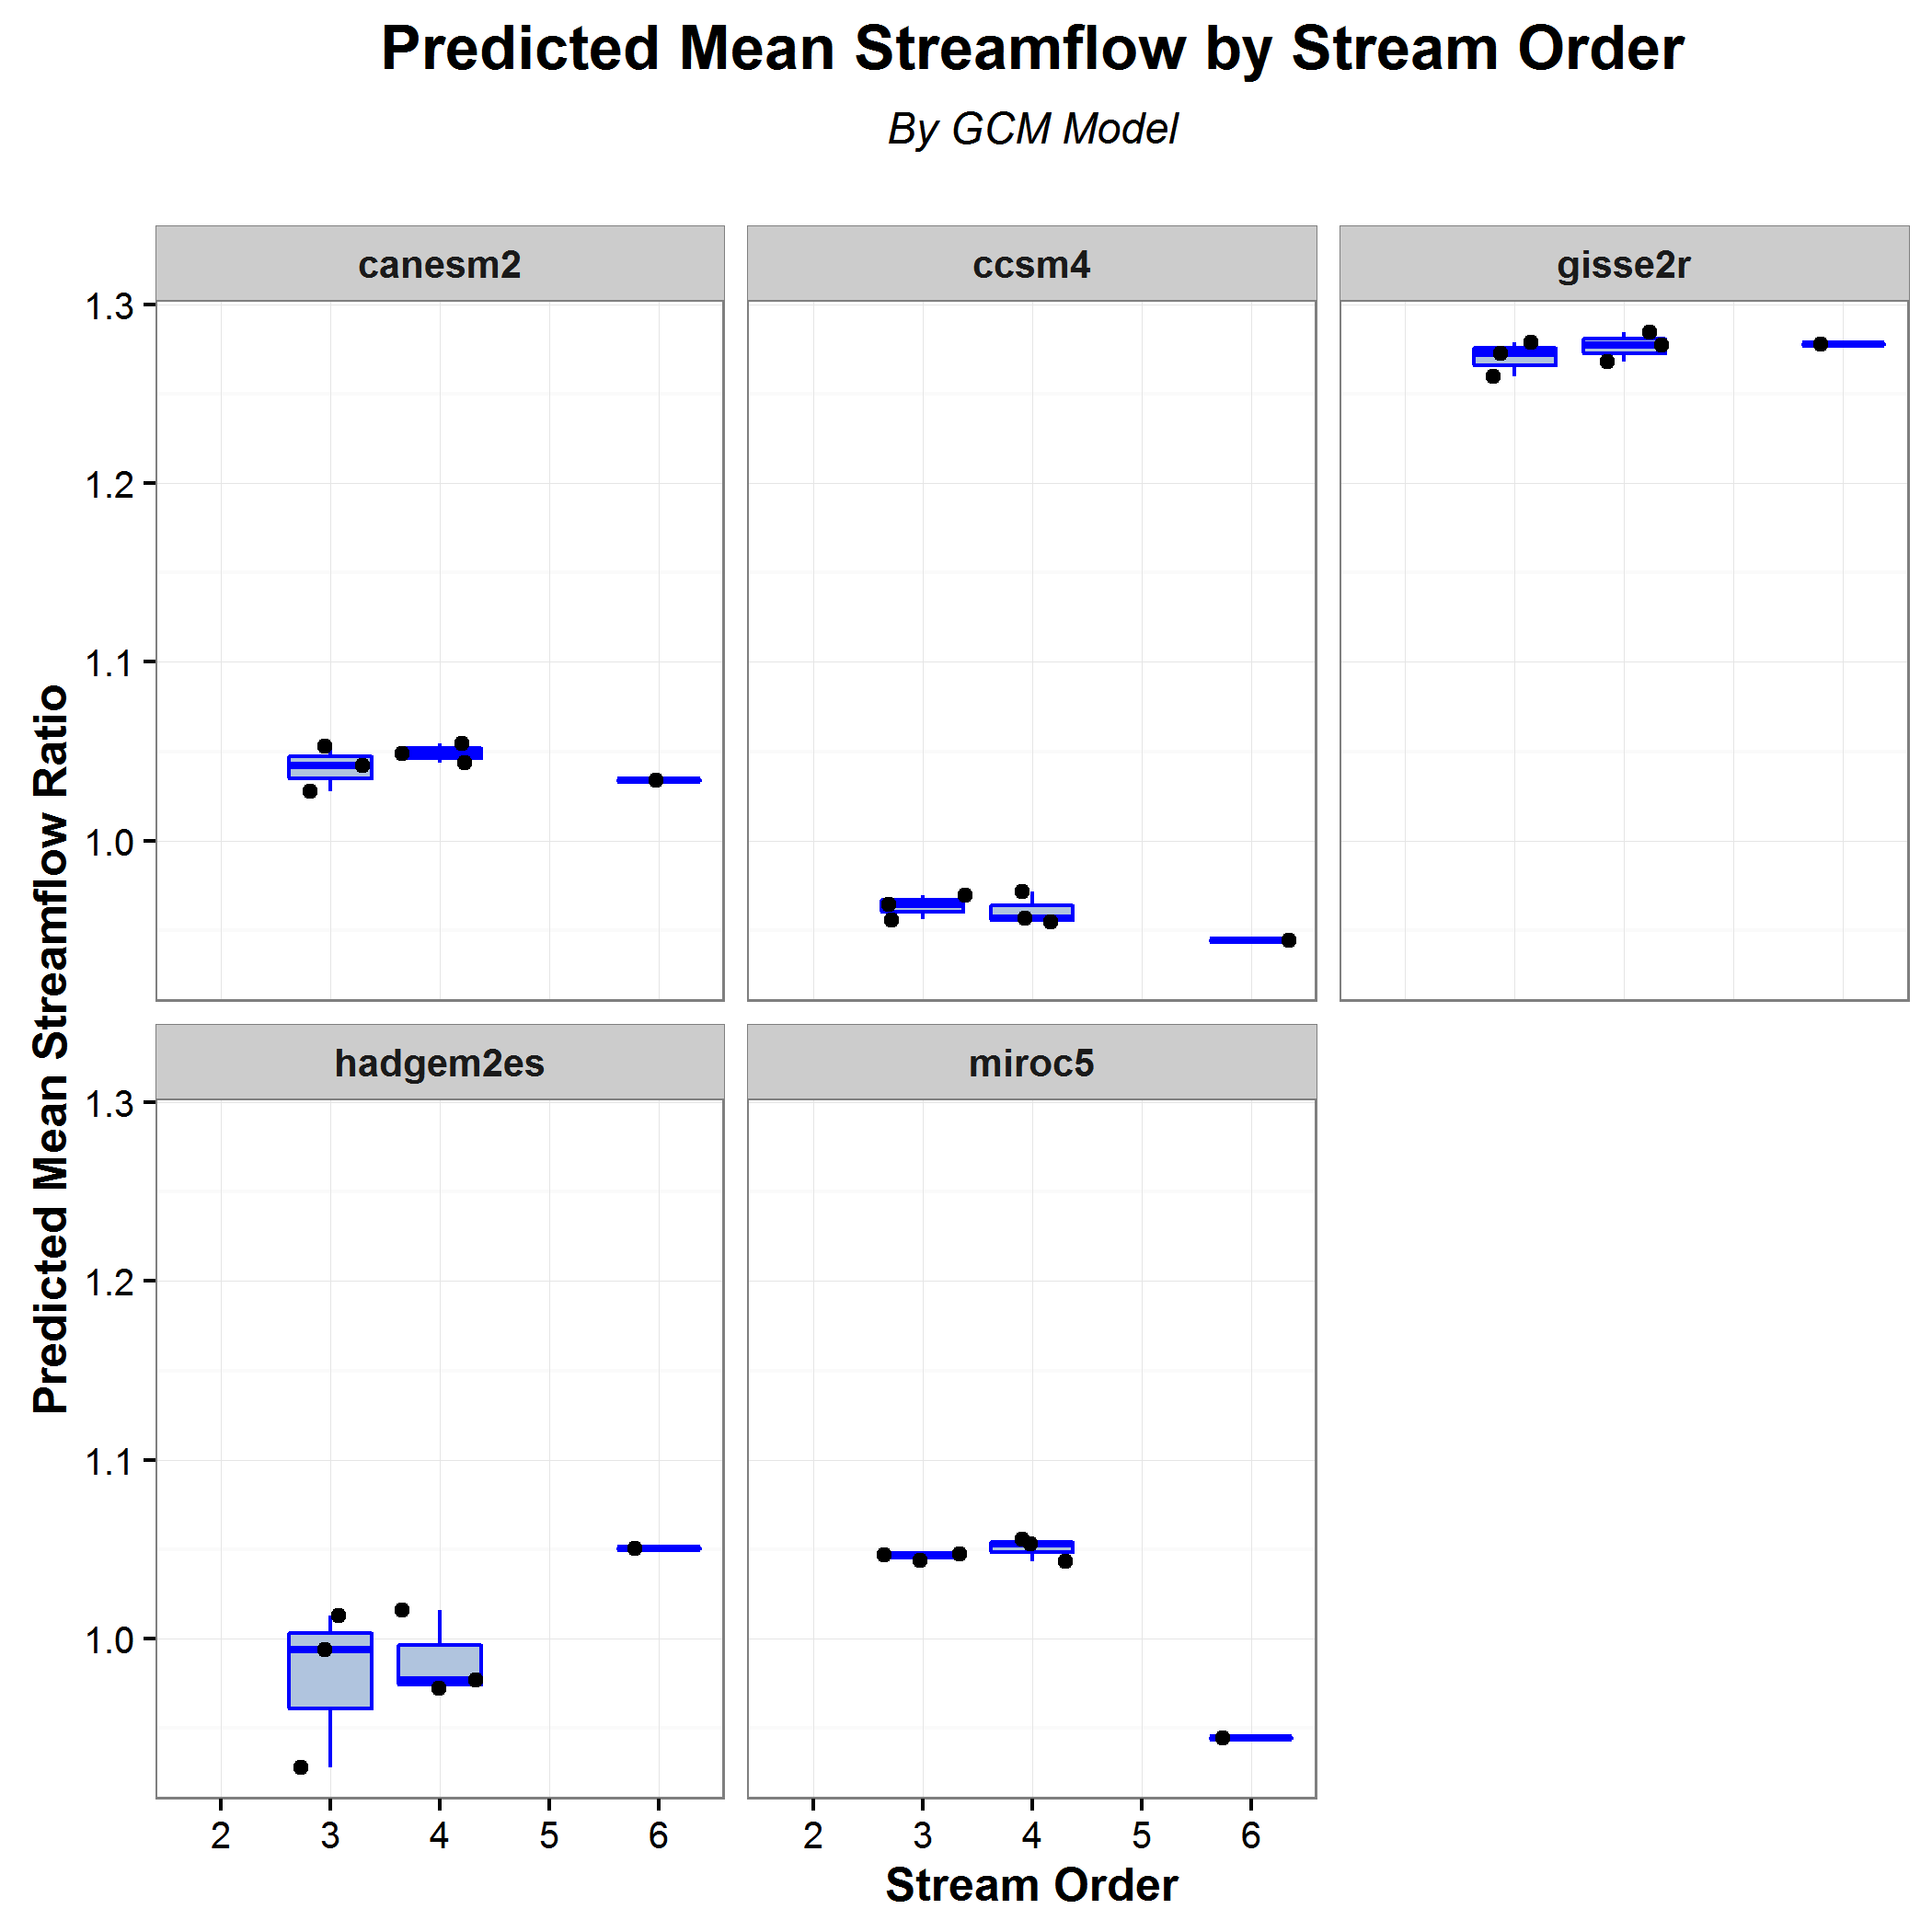 Predicted Mean Streamflow by Stream Order
By GCM Model
canesm2
ccsm4
gisse2r
1.3
1.2
1.1
1.0
hadgem2es
miroc5
1.3
1.2
1.1
1.0
Predicted Mean Streamflow Ratio
2 3 4 5 6
2 3 4 5 6
Stream Order